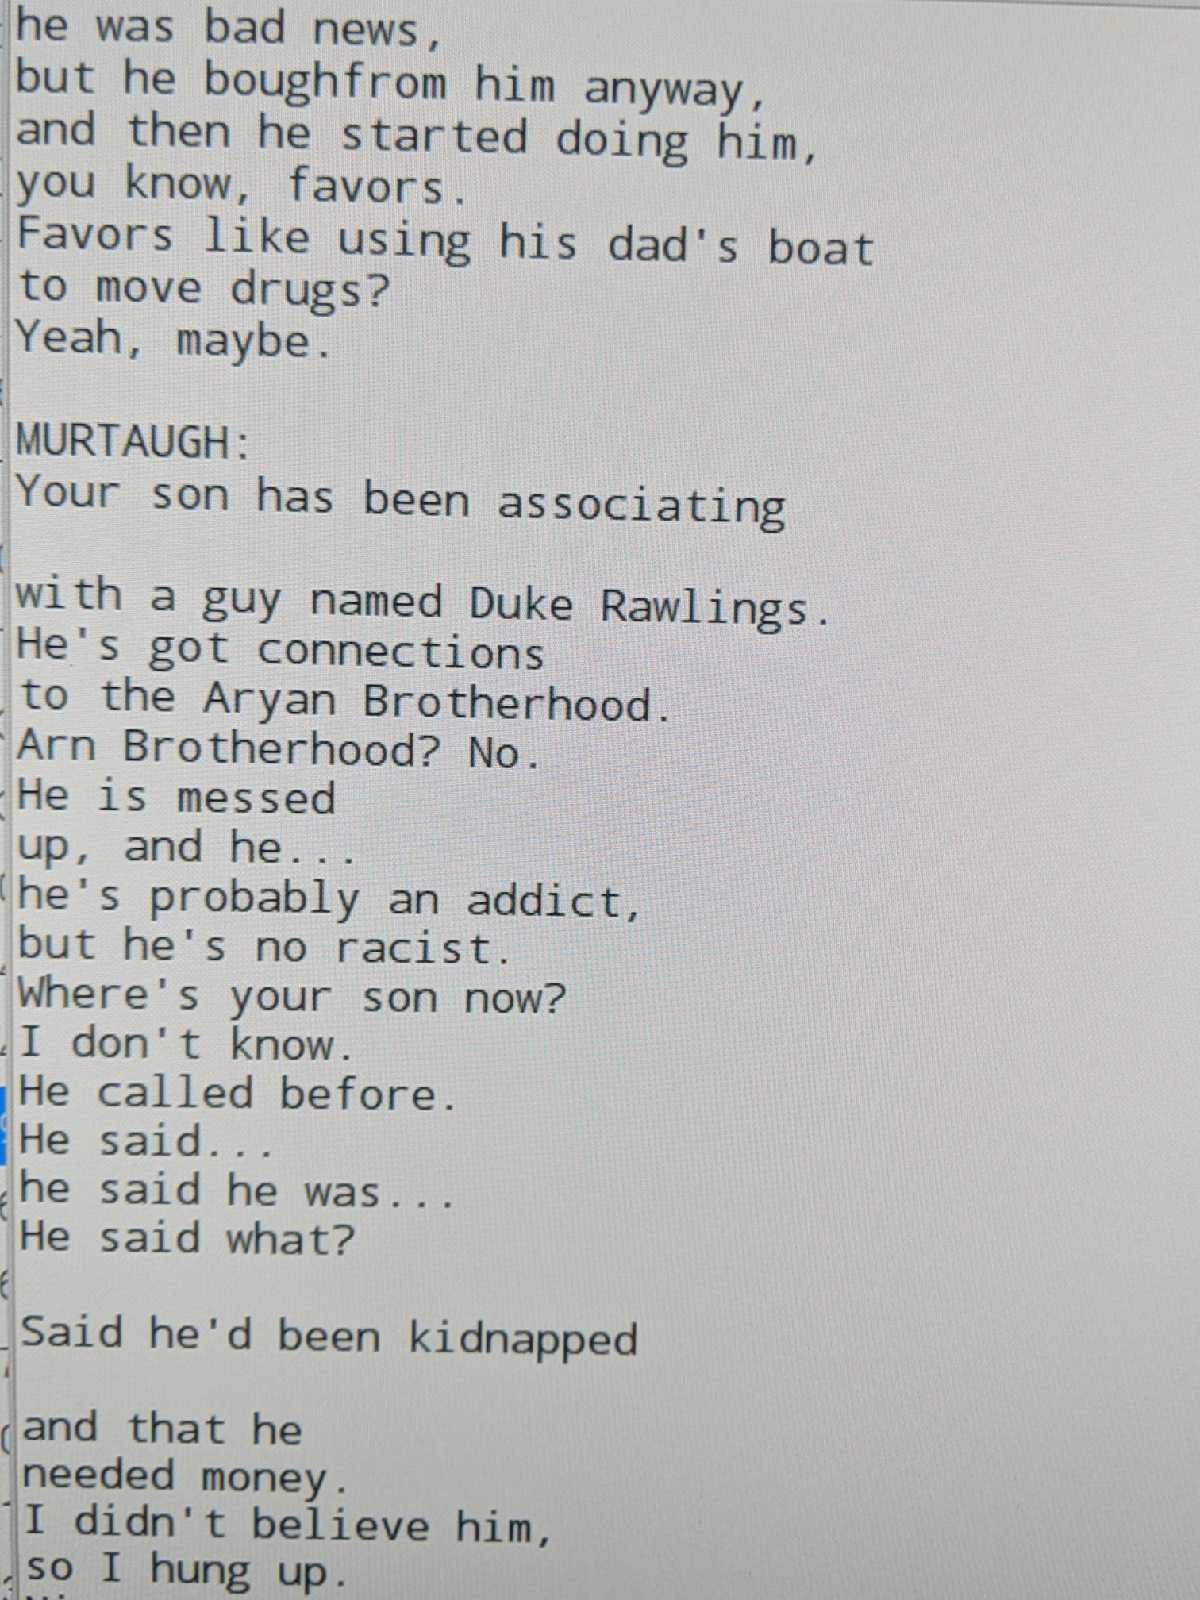 he was bad news,
but he boughfrom him anyway,
and then he started doing him,
you know, favors.
Favors like using his dad's boat
to move drugs?
Yeah, maybe.
MURTAUGH:
Your son has been associating
with a guy named Duke Rawlings.
He's got connections
to the Aryan Brotherhood.
Arn Brotherhood? No.
He is messed
up, and he...
he's probably an addict,
but he's no racist.
Where's your son now?
I don't know.
He called before.
He said...
he said he was...
He said what?
Said he'd been kidnapped
and that he
needed money.
I didn't believe him,
so I hung up.